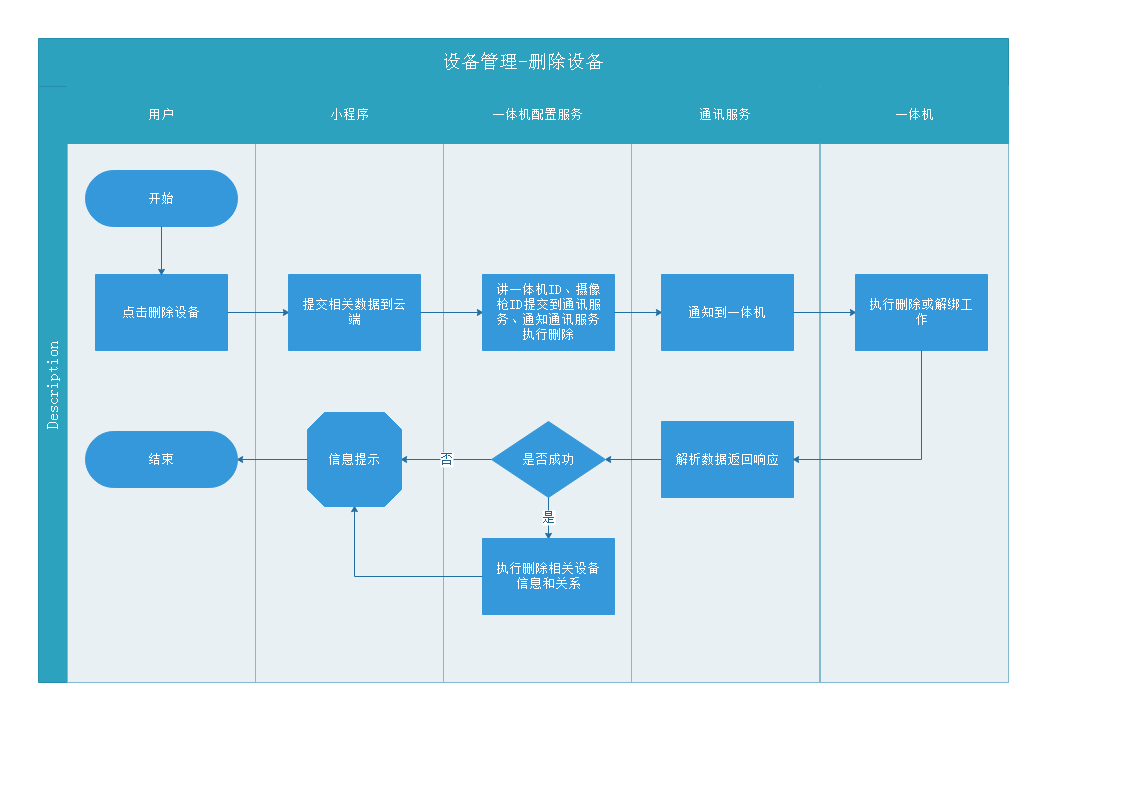 设备管理-删除设备
用户
小程序
一体机配置服务
通讯服务
一体机
Description
开始
点击删除设备
提交相关数据到云
端
讲一体机ID、摄像
枪ID提交到通讯服
务、通知通讯服务
执行删除
通知到一体机
执行删除或解绑工
作
结束
信息提示
否
是否成功
解析数据返回响应
是
执行删除相关设备
信息和关系